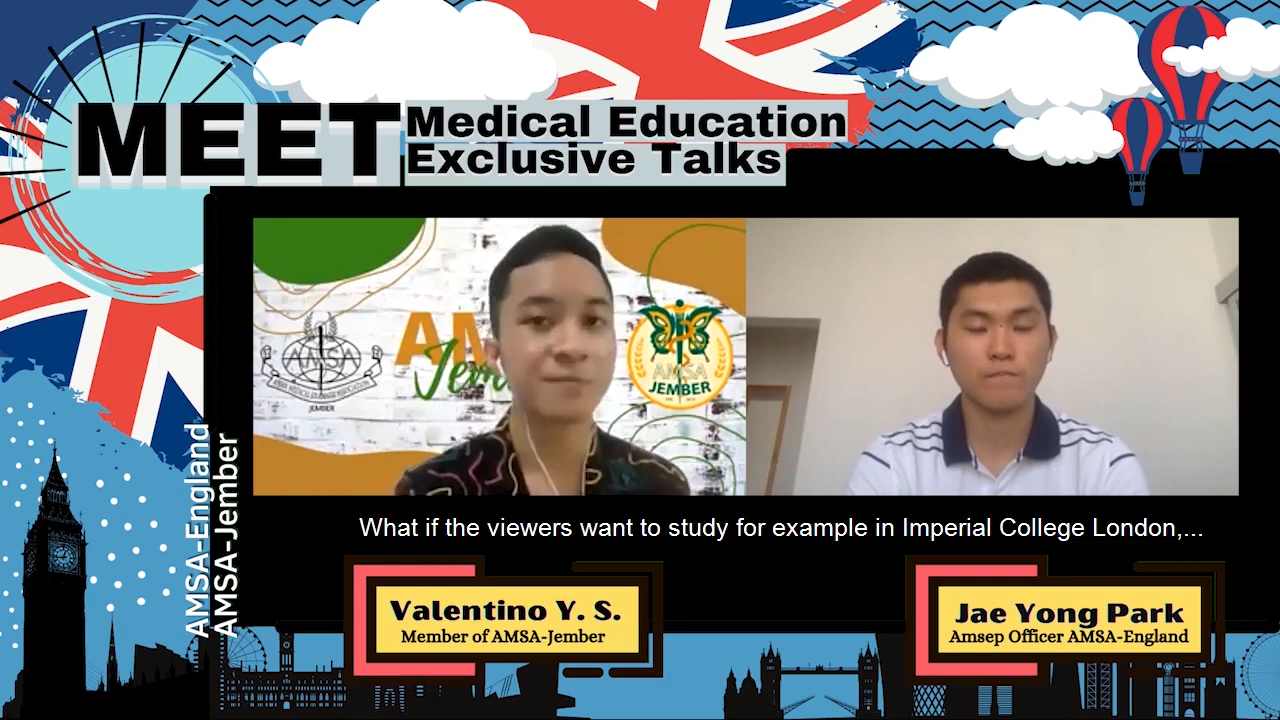 MEET
Medical Education
Exclusive Talks
AMSA-England
AMSA-Jember
AMSA
JEMBER
AMSA
JEMBER
What if the viewers want to study for example in Imperial College London,...
Valentino Y. S.
Member of AMSA-Jember
Jae Yong Park
Amsep Officer AMSA-England